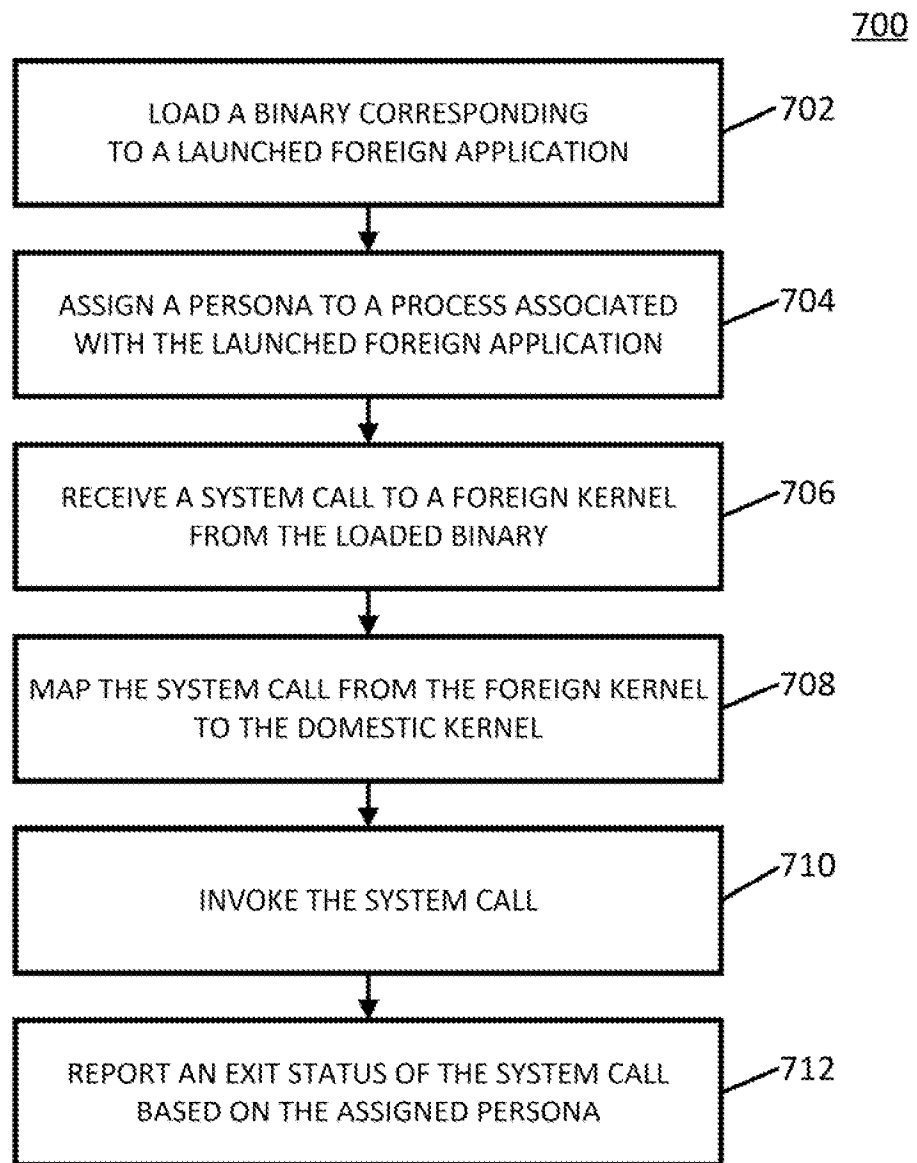 700
LOAD A BINARY CORRESPONDING
TO A LAUNCHED FOREIGN APPLICATION
702
ASSIGN A PERSONA TO A PROCESS ASSOCIATED
WITH THE LAUNCHED FOREIGN APPLICATION
704
RECEIVE A SYSTEM CALL TO A FOREIGN KERNEL
FROM THE LOADED BINARY
706
MAP THE SYSTEM CALL FROM THE FOREIGN KERNEL
TO THE DOMESTIC KERNEL
708
INVOKE THE SYSTEM CALL
710
REPORT AN EXIT STATUS OF THE SYSTEM CALL
BASED ON THE ASSIGNED PERSONA
712